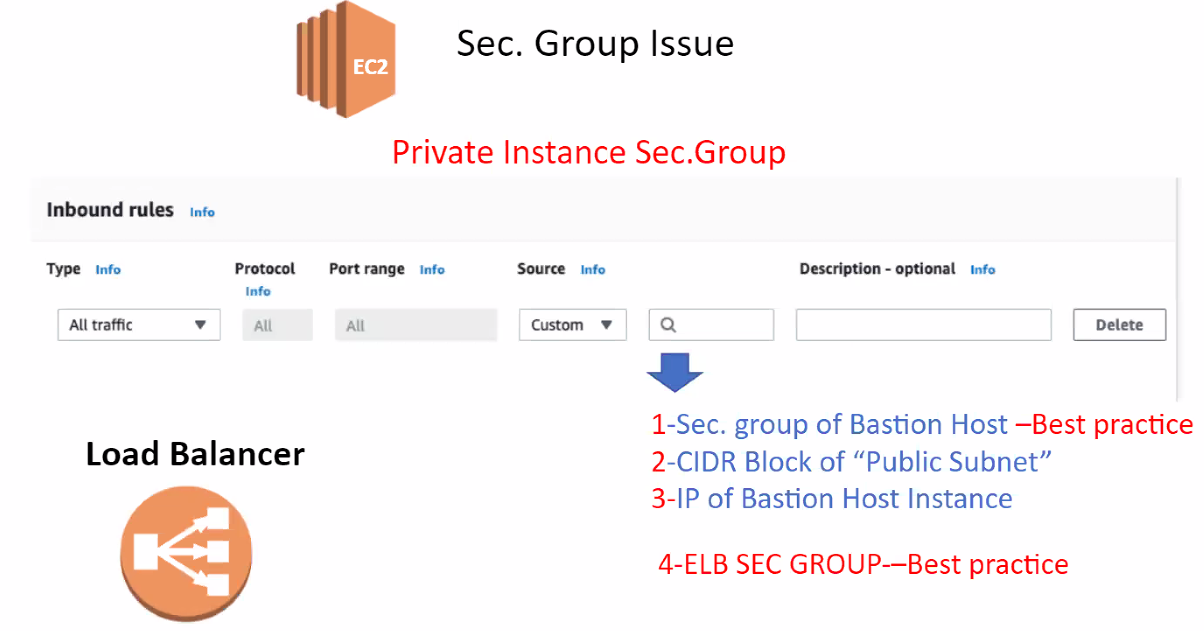 EC2
Sec. Group Issue
Private Instance Sec.Group
Inbound rules Info
Type Info
Protocol Info
Port range Info
Source Info
Description - optional Info
All traffic
All
All
Custom
Delete
1-Sec. group of Bastion Host –Best practice
2-CIDR Block of “Public Subnet”
3-IP of Bastion Host Instance
4-ELB SEC GROUP-–Best practice
Load Balancer